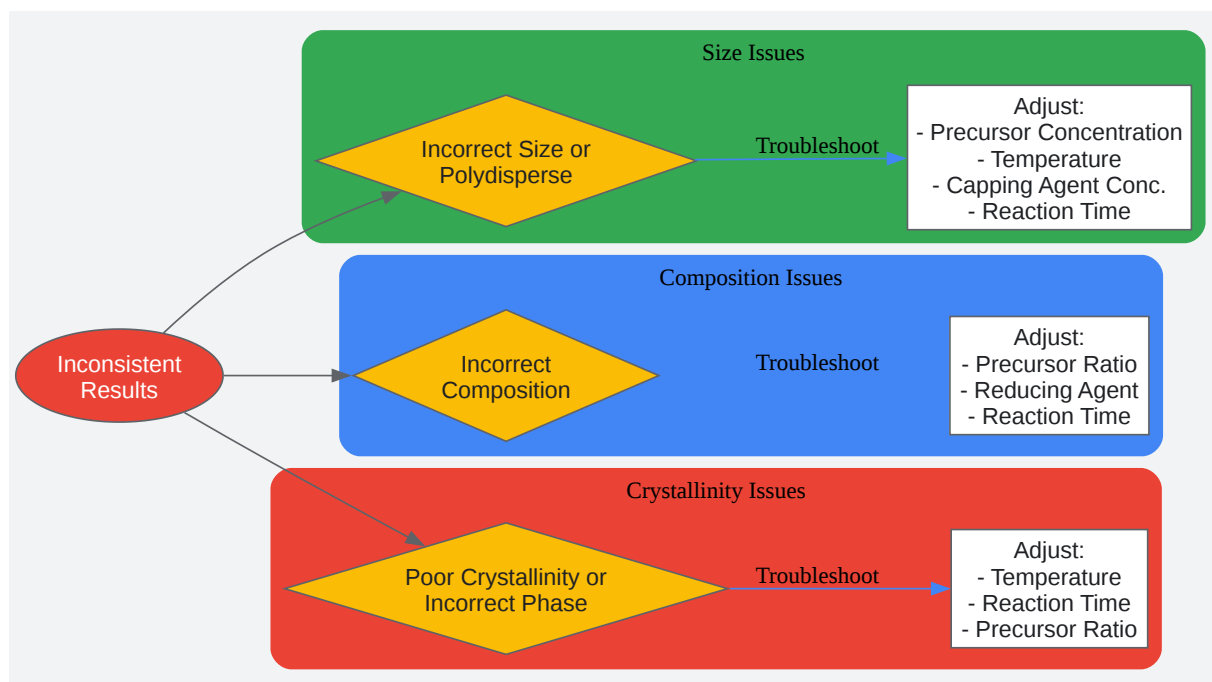 Size Issues
Incorrect Size or
Polydisperse
Troubleshoot
Adjust:
- Precursor Concentration
- Temperature
- Capping Agent Conc.
- Reaction Time
Inconsistent
Results
Composition Issues
Incorrect
Composition
Troubleshoot
Adjust:
- Precursor Ratio
- Reducing Agent
- Reaction Time
Crystallinity Issues
Poor Crystallinity or
Incorrect Phase
Troubleshoot
Adjust:
- Temperature
- Reaction Time
- Precursor Ratio